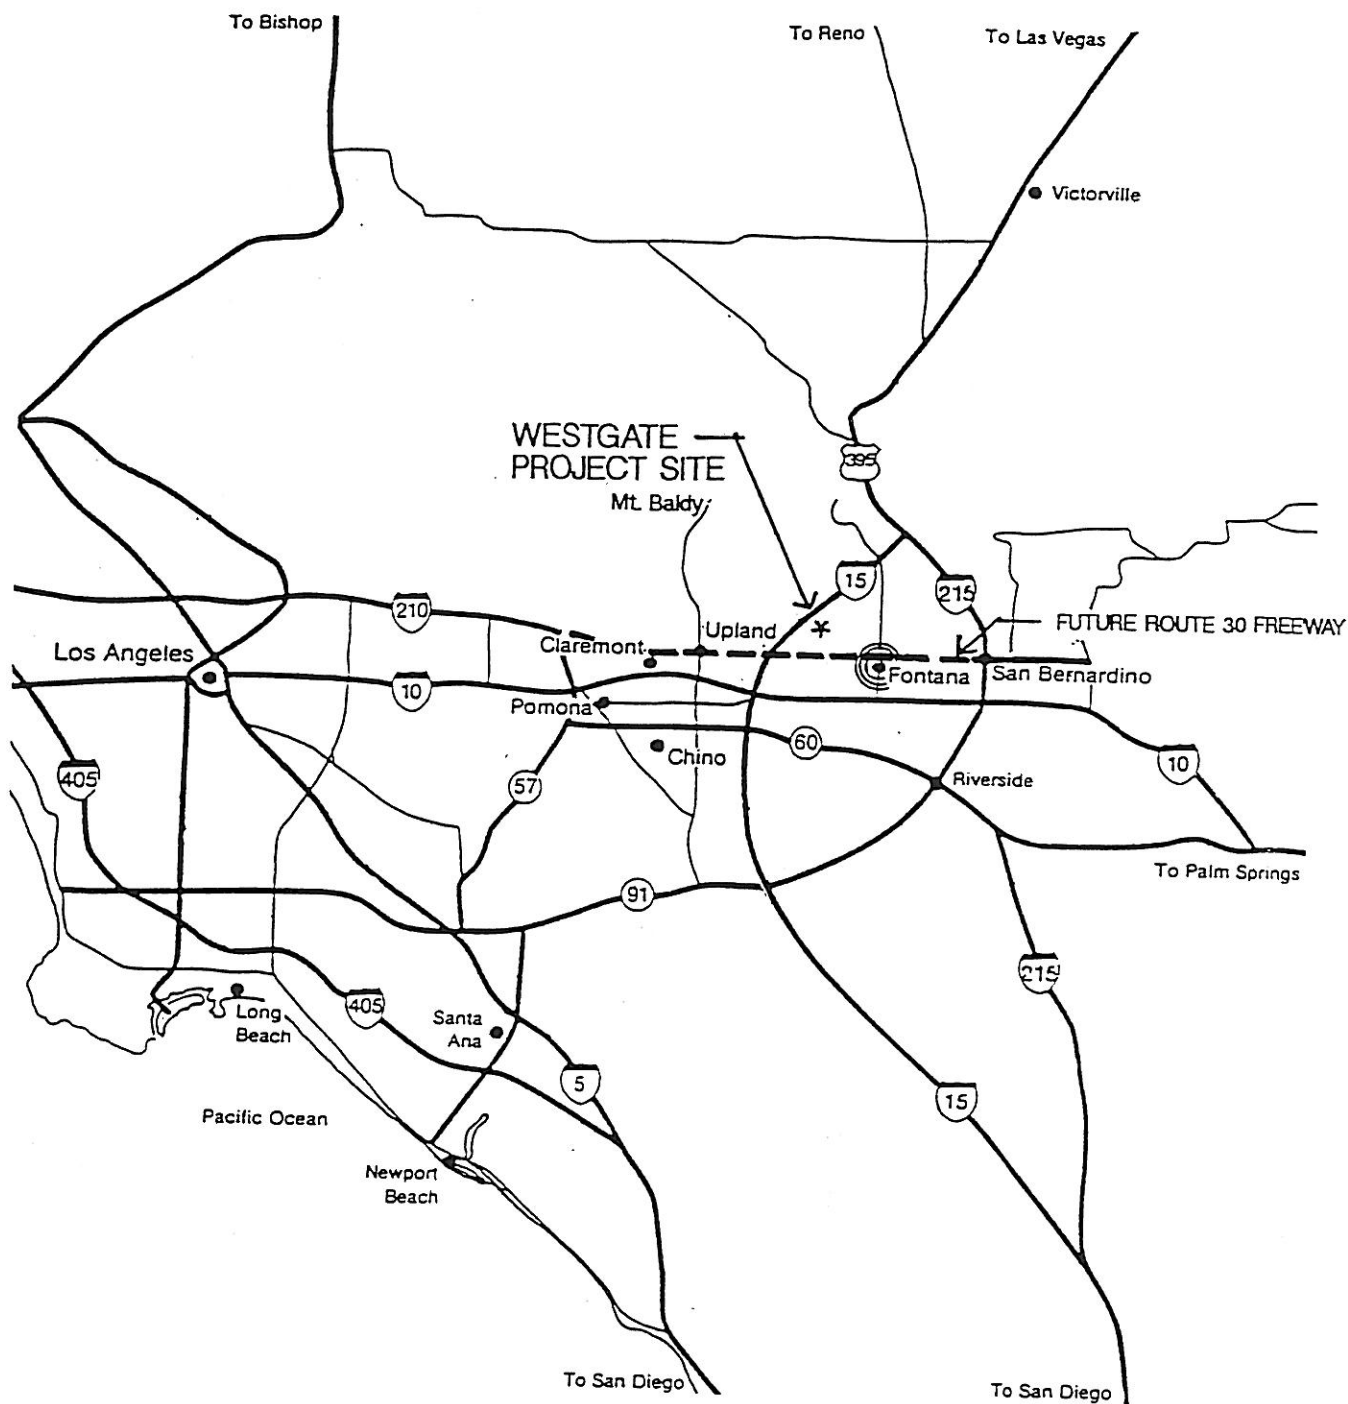 To Bishop
To Reno
To Las Vegas
Victorville
WESTGATE
PROJECT SITE
Mt. Baldy
395
15
215
210
FUTURE ROUTE 30 FREEWAY
Upland
Claremont
Los Angeles
10
Fontana
San Bernardino
Pomona
60
Chino
10
405
57
Riverside
To Palm Springs
91
215
405
Long
Beach
Santa
Ana
5
15
Pacific Ocean
Newport
Beach
To San Diego
To San Diego